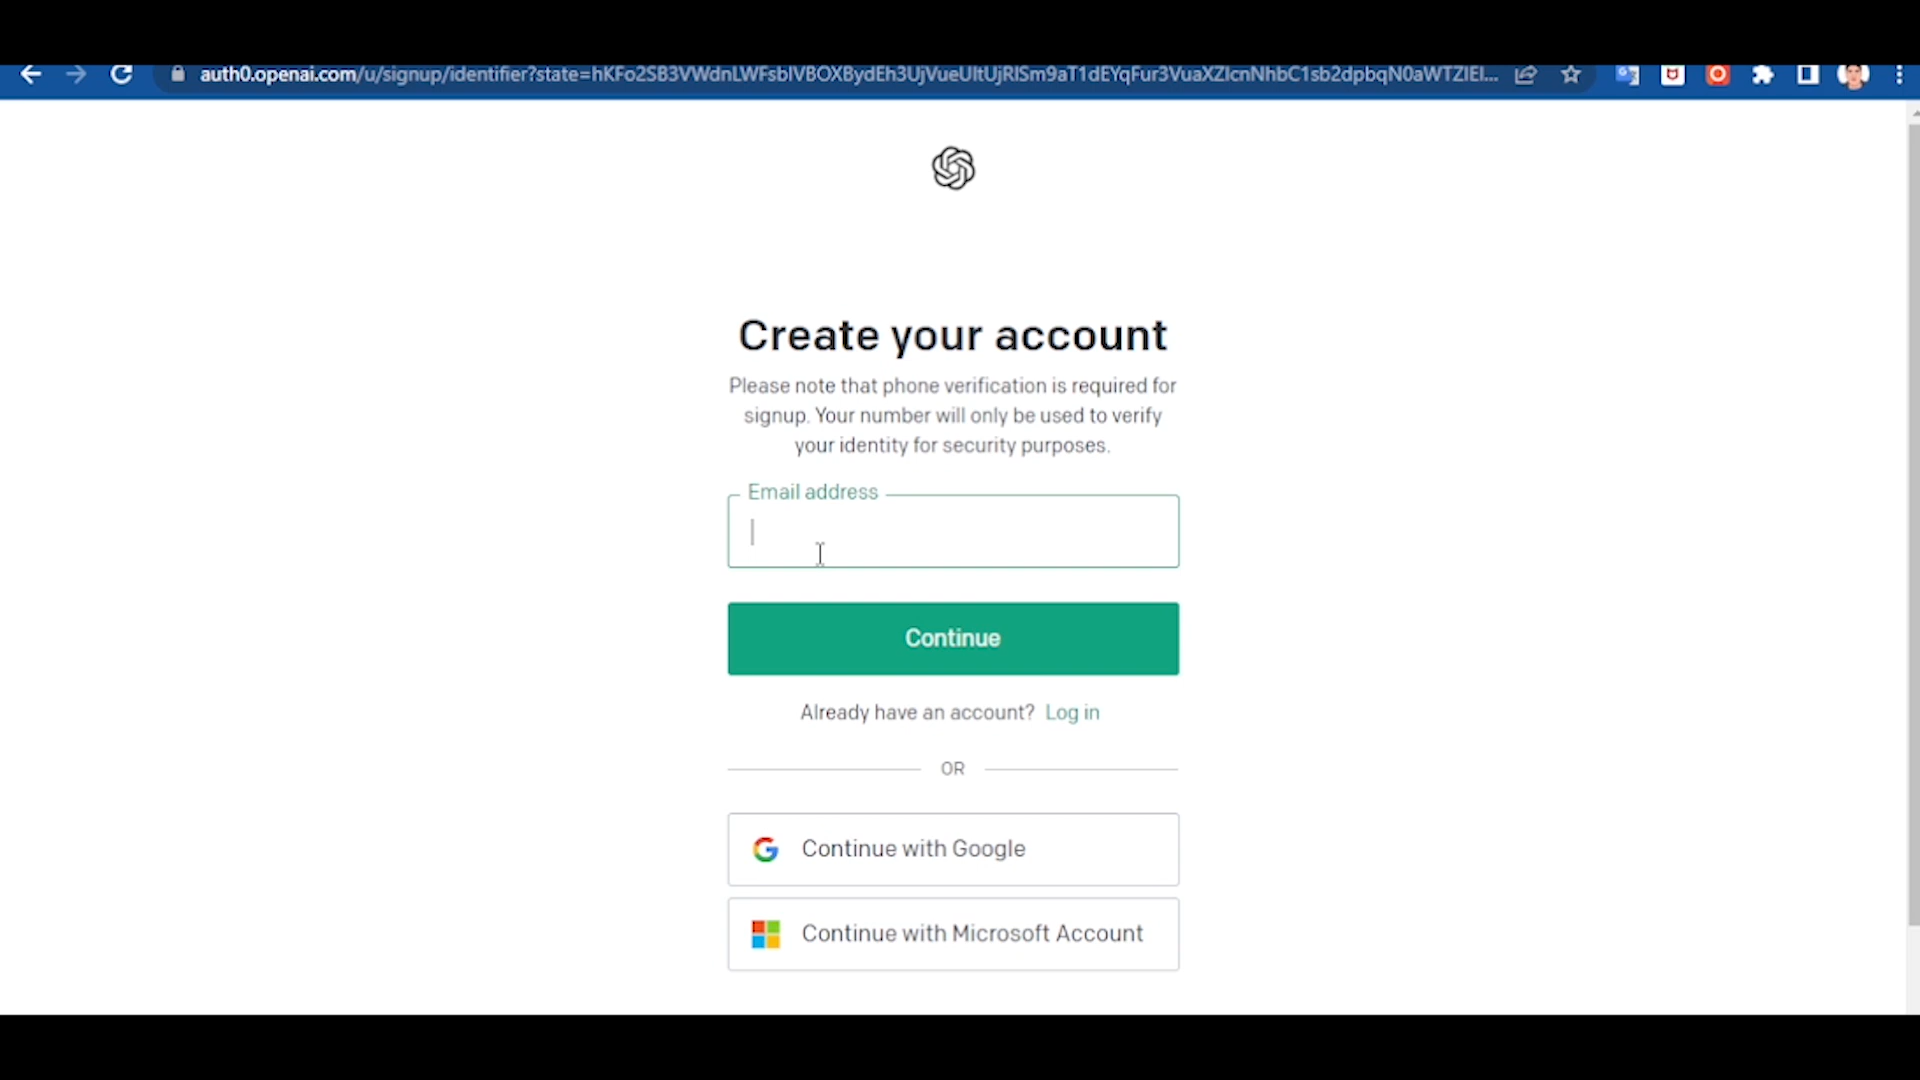 auth0.openai.com/u/signup/identifier?state=
Create your account
Please note that phone verification is required for
signup. Your number will only be used to verify
your identity for security purposes.
Email address
Continue
Already have an account? Log in
OR
Continue with Google
Continue with Microsoft Account